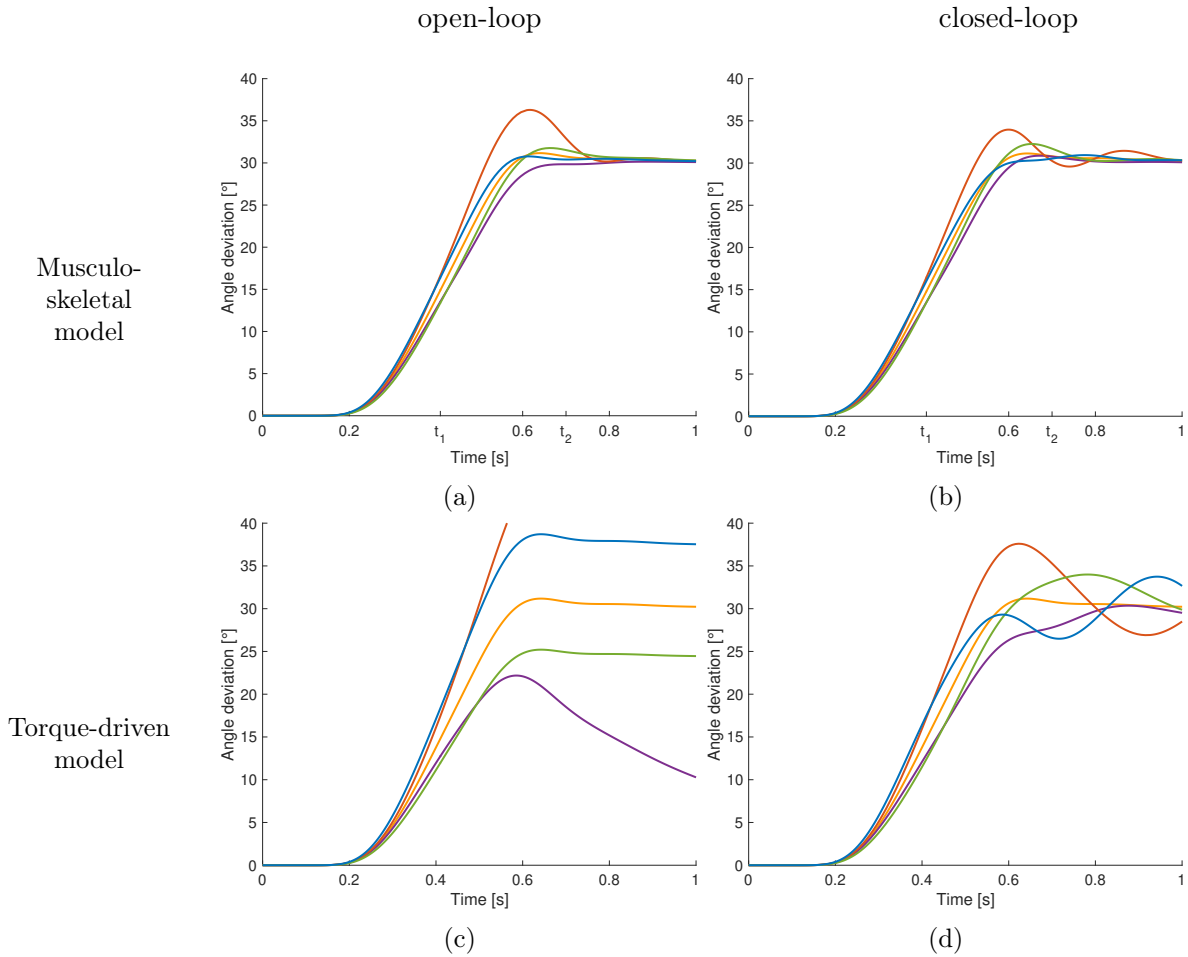 open-loop
closed-loop
Musculo-
skeletal
model
40
35
30
25
20
15
10
5
0
Angle deviation [°]
0 0.2 t1 0.6 t2 0.8 1
Time [s]
(a)
40
35
30
25
20
15
10
5
0
Angle deviation [°]
0 0.2 t1 0.6 t2 0.8 1
Time [s]
(b)
Torque-driven
model
40
35
30
25
20
15
10
5
0
Angle deviation [°]
0 0.2 0.4 0.6 0.8 1
Time [s]
(c)
40
35
30
25
20
15
10
5
0
Angle deviation [°]
0 0.2 0.4 0.6 0.8 1
Time [s]
(d)